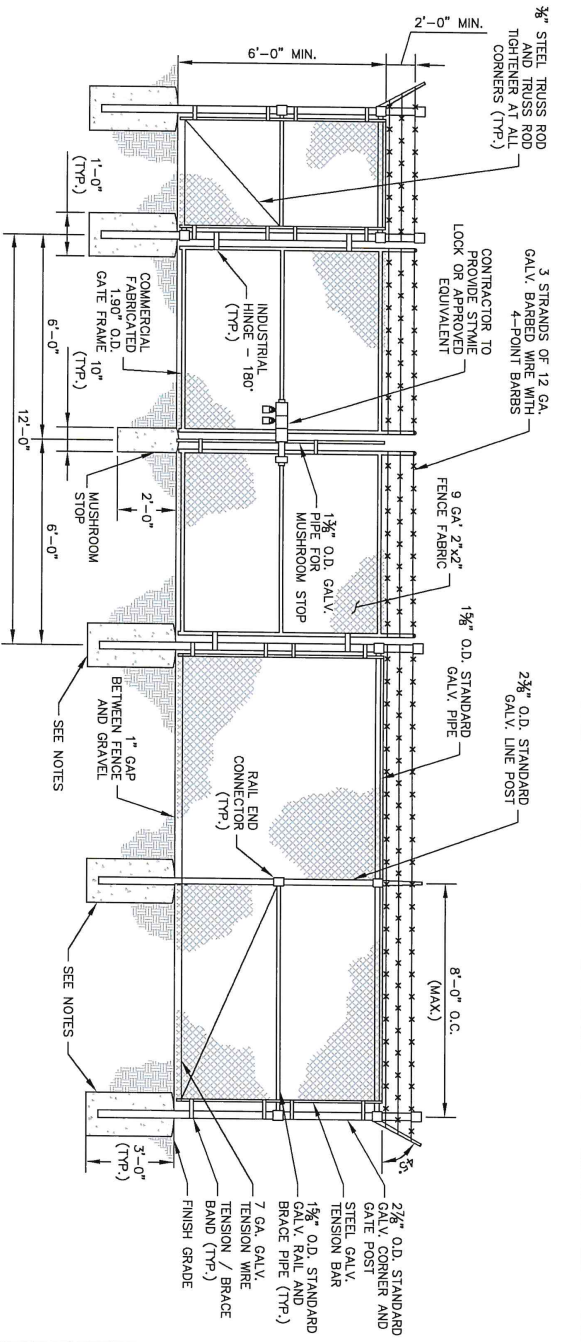 3/8" STEEL TRUSS ROD
AND TRUSS ROD
TIGHTENER AT ALL
CORNERS (TYP.)
2'-0" MIN.
6'-0" MIN.
3 STRANDS OF 12 GA.
GALV. BARBED WIRE WITH
4-POINT BARBS
CONTRACTOR TO
PROVIDE STYMIE
LOCK OR APPROVED
EQUIVALENT
INDUSTRIAL
HINGE – 180°
(TYP.)
COMMERCIAL
FABRICATED
1.90" O.D.
GATE FRAME
1'-0"
(TYP.)
10"
(TYP.)
6'-0"
12'-0"
6'-0"
MUSHROOM
STOP
2'-0"
9 GA' 2"x2"
FENCE FABRIC
1⅜" O.D. GALV.
PIPE FOR
MUSHROOM STOP
1⅝" O.D. STANDARD
GALV. PIPE
2⅜" O.D. STANDARD
GALV. LINE POST
RAIL END
CONNECTOR
(TYP.)
1" GAP
BETWEEN FENCE
AND GRAVEL
SEE NOTES
8'-0" O.C.
(MAX.)
SEE NOTES
45°
2⅞" O.D. STANDARD
GALV. CORNER AND
GATE POST
STEEL GALV.
TENSION BAR
1⅝" O.D. STANDARD
GALV. RAIL AND
BRACE PIPE (TYP.)
7 GA. GALV.
TENSION WIRE
TENSION / BRACE
BAND (TYP.)
FINISH GRADE
3'-0"
(TYP.)